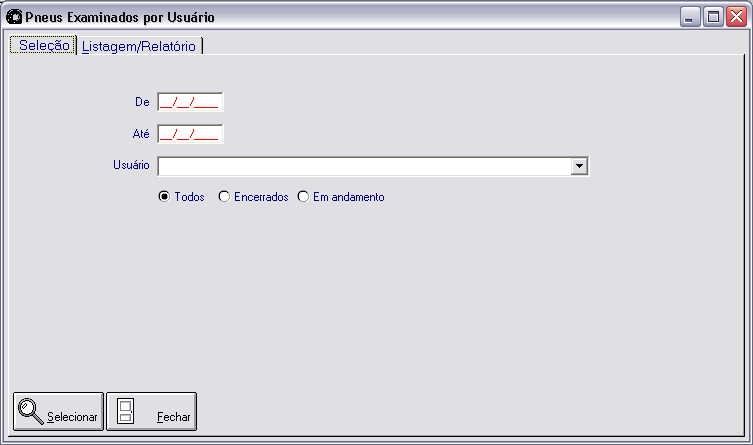 Pneus Examinados por Usuário
Seleção Listagem/Relatório
De __/__/____
Até __/__/____
Usuário
Todos Encerrados Em andamento
Selecionar Fechar